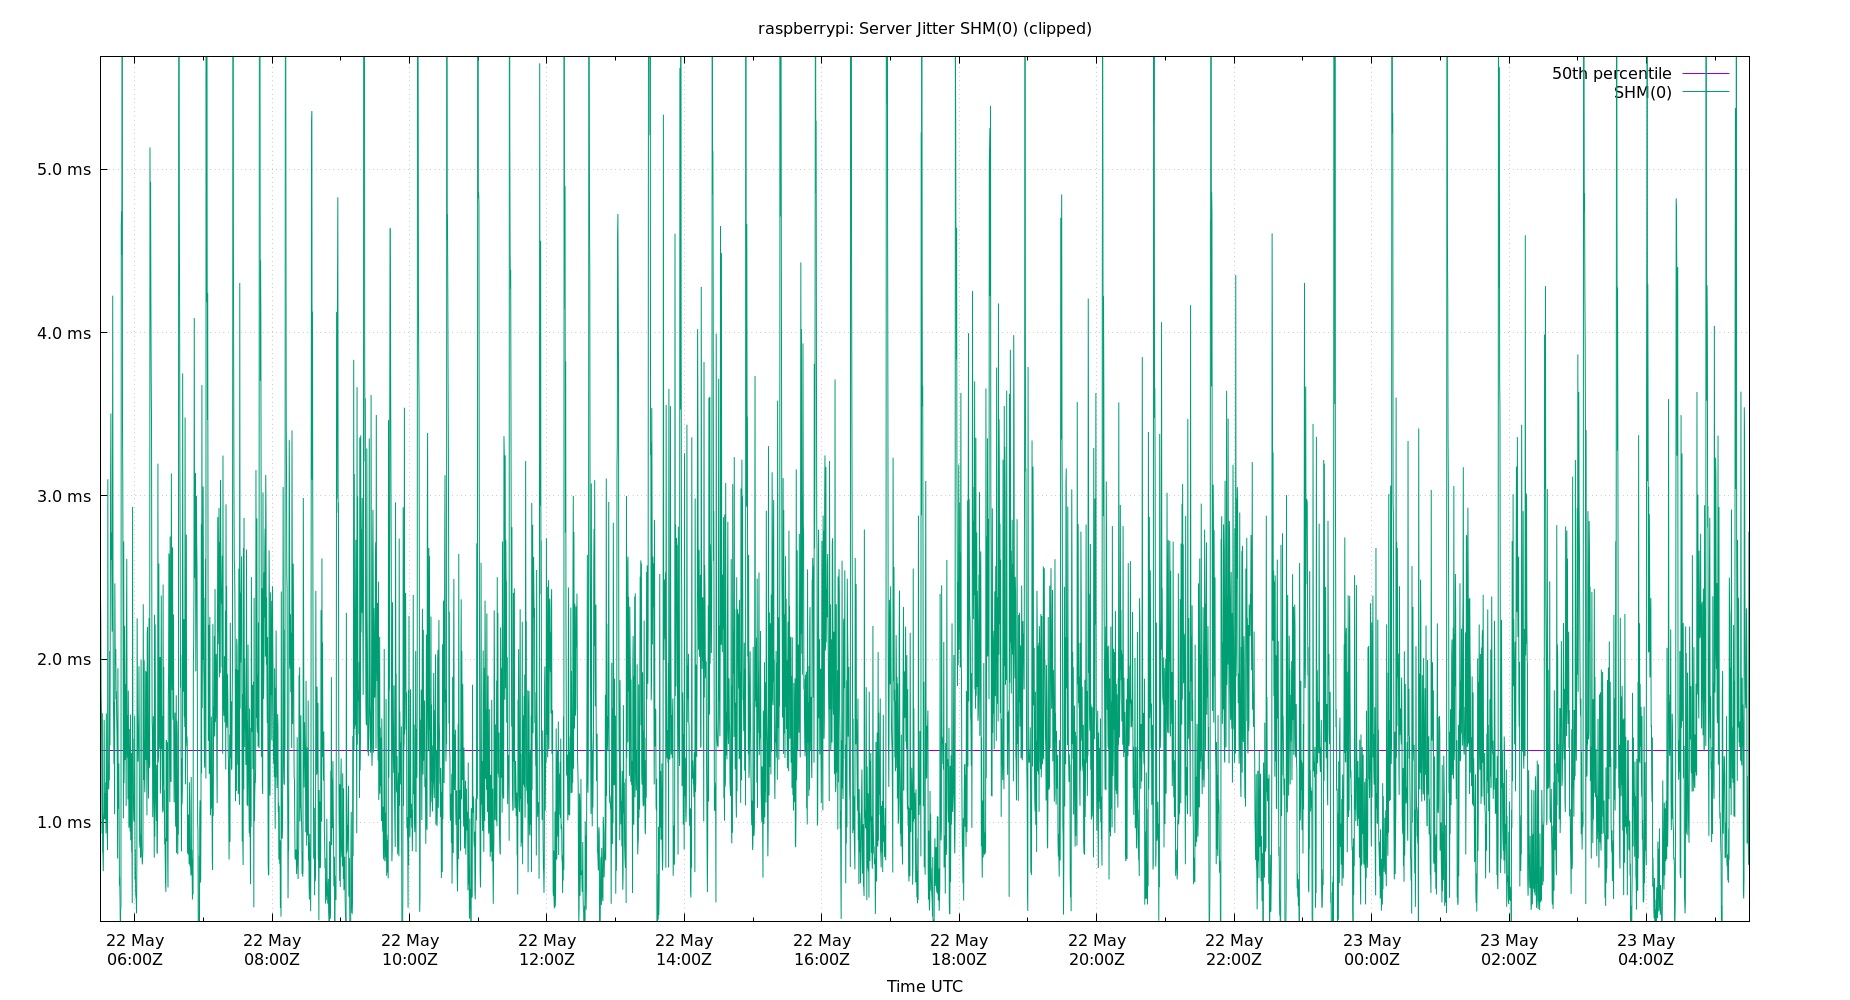 raspberrypi: Server Jitter SHM(0) (clipped)
50th percentile
SHM(0)
5.0 ms
4.0 ms
3.0 ms
2.0 ms
1.0 ms
22 May 22 May 22 May 22 May 22 May 22 May 22 May 22 May 22 May 23 May 23 May 23 May
06:00Z 08:00Z 10:00Z 12:00Z 14:00Z 16:00Z 18:00Z 20:00Z 22:00Z 00:00Z 02:00Z 04:00Z
Time UTC